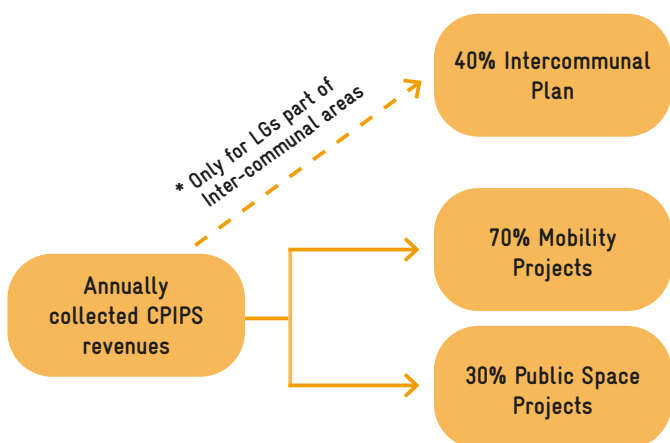 40% Intercommunal
Plan
* Only for LGs part of
Inter-communal areas
70% Mobility
Projects
Annually
collected CPIPS
revenues
30% Public Space
Projects